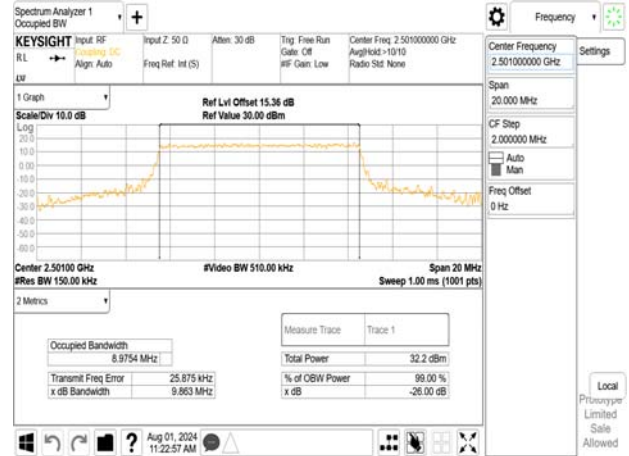 Spectrum Analyzer 1
Occupied BW
Frequency
KEYSIGHT
Input: RF
Coupling: DC
Align: Auto
Input Z: 50 Ω
Freq Ref: Int (S)
Atten: 30 dB
Trig: Free Run
Gate: Off
#IF Gain: Low
Center Freq: 2.501000000 GHz
Avg|Hold:>10/10
Radio Std: None
RL
LV
Center Frequency
2.501000000 GHz
Settings
Span
20.000 MHz
CF Step
2.000000 MHz
Auto
Man
Freq Offset
0 Hz
1 Graph
Scale/Div 10.0 dB
Ref Lvl Offset 15.36 dB
Ref Value 30.00 dBm
Log
20.0
10.0
0.00
-10.0
-20.0
-30.0
-40.0
-50.0
-60.0
Center 2.50100 GHz
#Video BW 510.00 kHz
Span 20 MHz
#Res BW 150.00 kHz
Sweep 1.00 ms (1001 pts)
2 Metrics
Measure Trace Trace 1
Occupied Bandwidth
8.9754 MHz
Total Power 32.2 dBm
Transmit Freq Error 25.875 kHz
% of OBW Power 99.00 %
x dB Bandwidth 9.863 MHz
x dB -26.00 dB
Local
Prototype
Limited
Sale
Allowed
?
Aug 01, 2024
11:22:57 AM